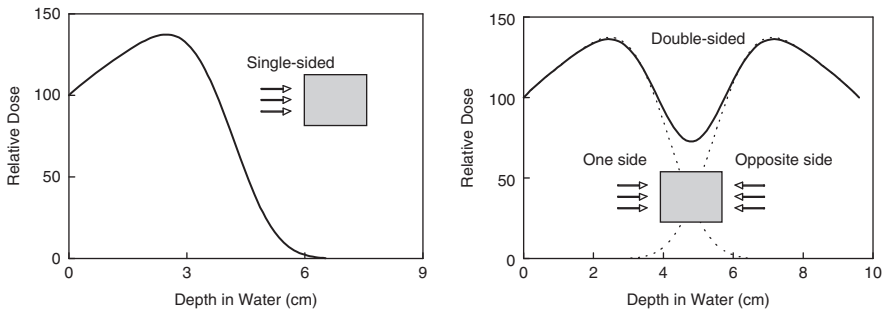 150
100
50
0
Relative Dose
Single-sided
0
3
6
9
Depth in Water (cm)
150
100
50
0
Relative Dose
Double-sided
One side
Opposite side
0
2
4
6
8
10
Depth in Water (cm)